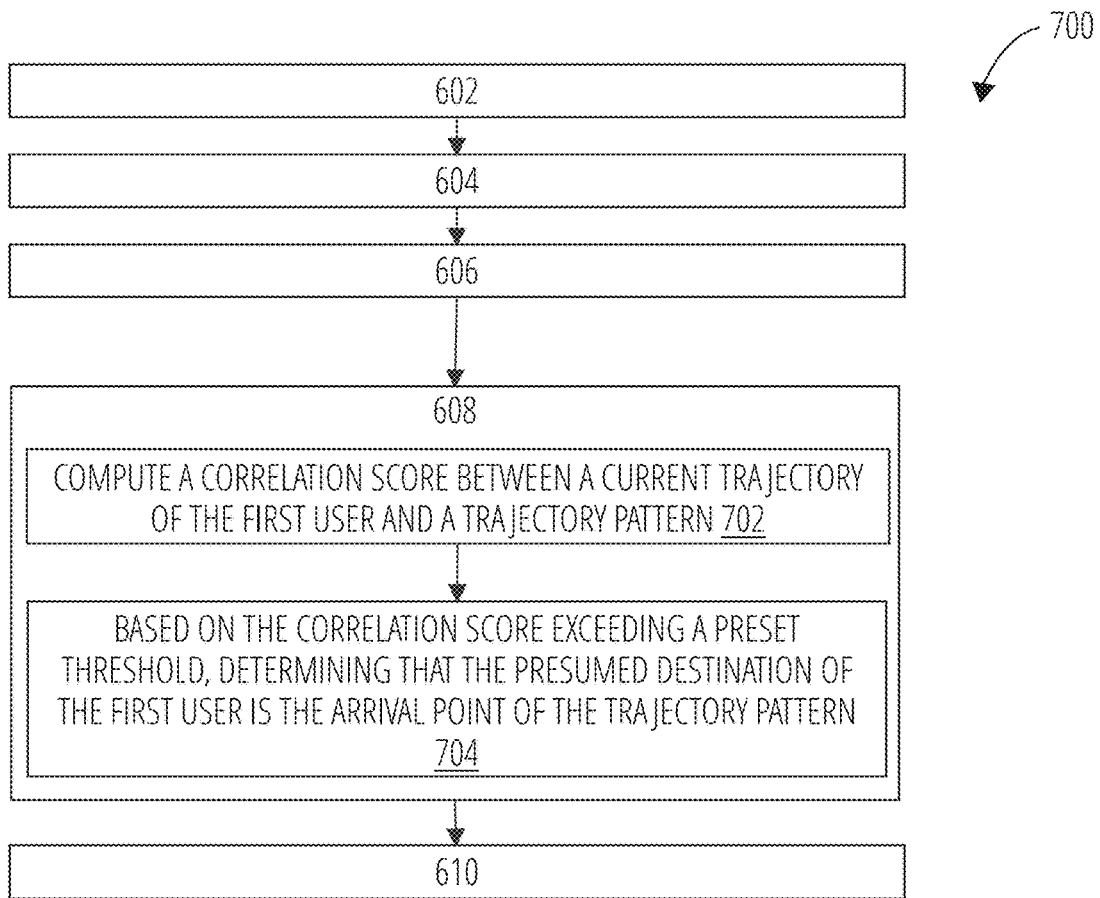 700
602
604
606
608
COMPUTE A CORRELATION SCORE BETWEEN A CURRENT TRAJECTORY
OF THE FIRST USER AND A TRAJECTORY PATTERN 702
BASED ON THE CORRELATION SCORE EXCEEDING A PRESET
THRESHOLD, DETERMINING THAT THE PRESUMED DESTINATION OF
THE FIRST USER IS THE ARRIVAL POINT OF THE TRAJECTORY PATTERN
704
610